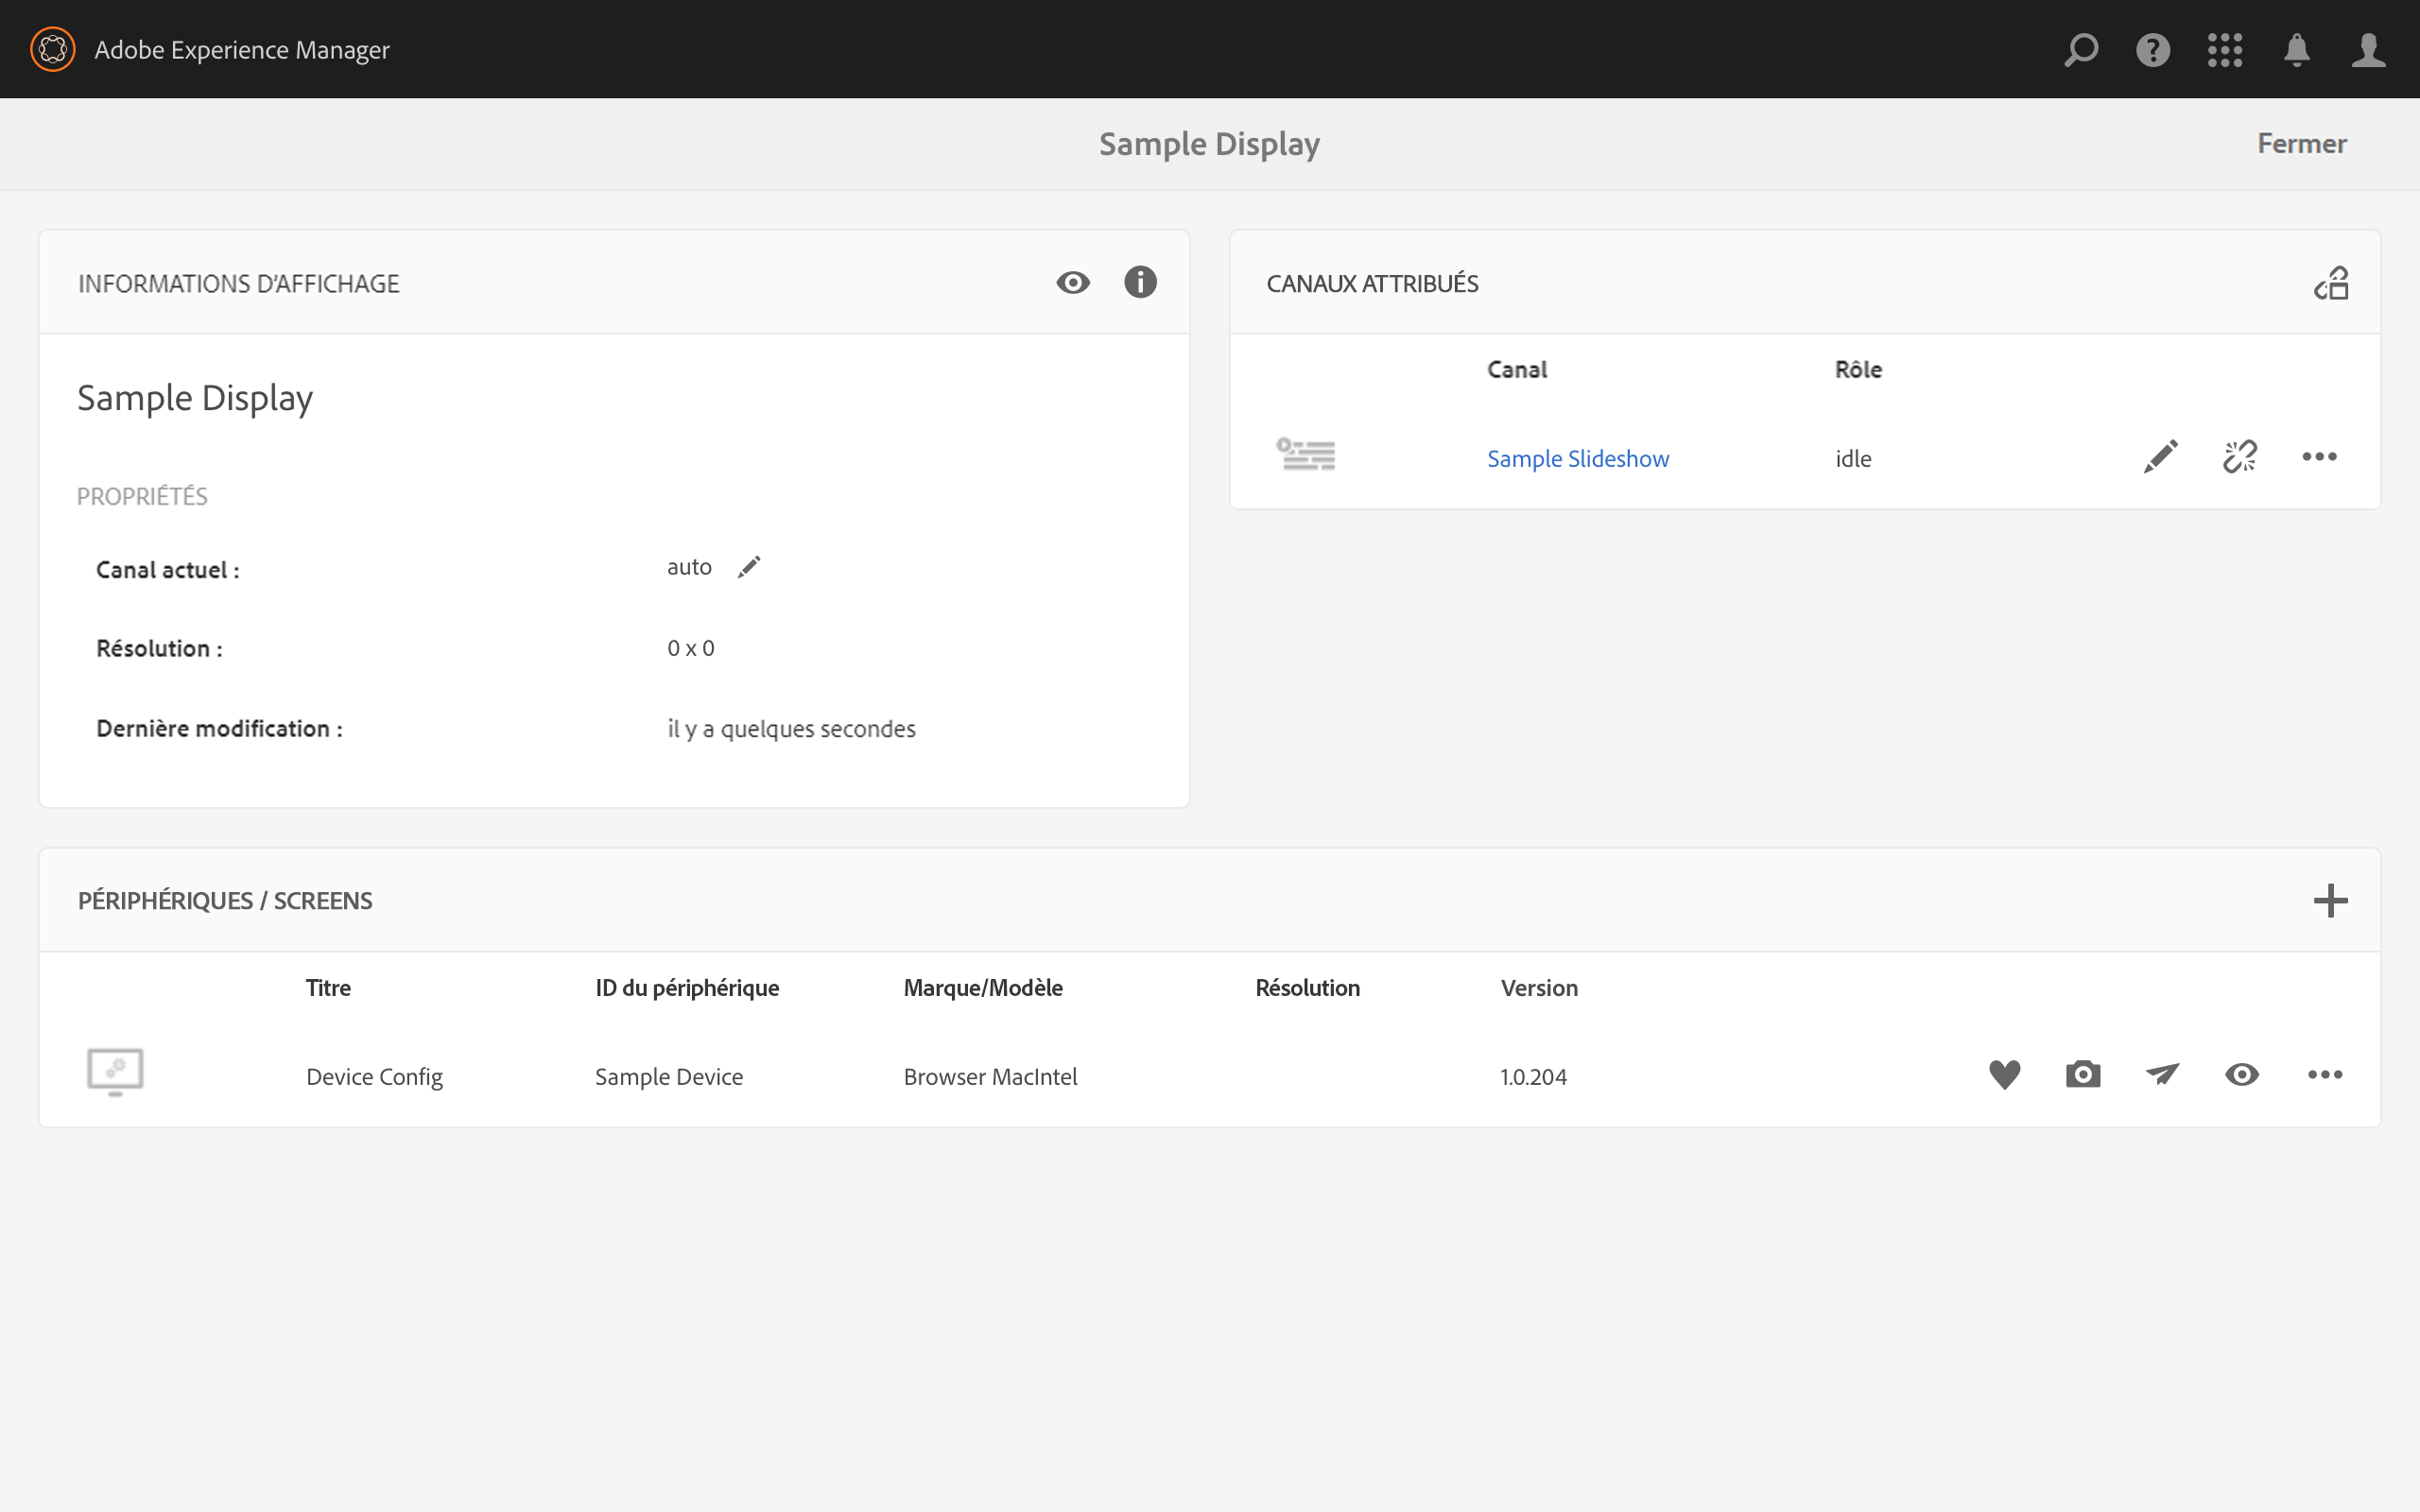 Adobe Experience Manager
Sample Display
Fermer
INFORMATIONS D'AFFICHAGE
Sample Display
PROPRIÉTÉS
Canal actuel :
auto
Résolution :
0 x 0
Dernière modification :
il y a quelques secondes
CANAUX ATTRIBUÉS
Canal Rôle
Sample Slideshow idle
PÉRIPHÉRIQUES / SCREENS
Titre ID du périphérique Marque/Modèle Résolution Version
Device Config Sample Device Browser MacIntel 1.0.204